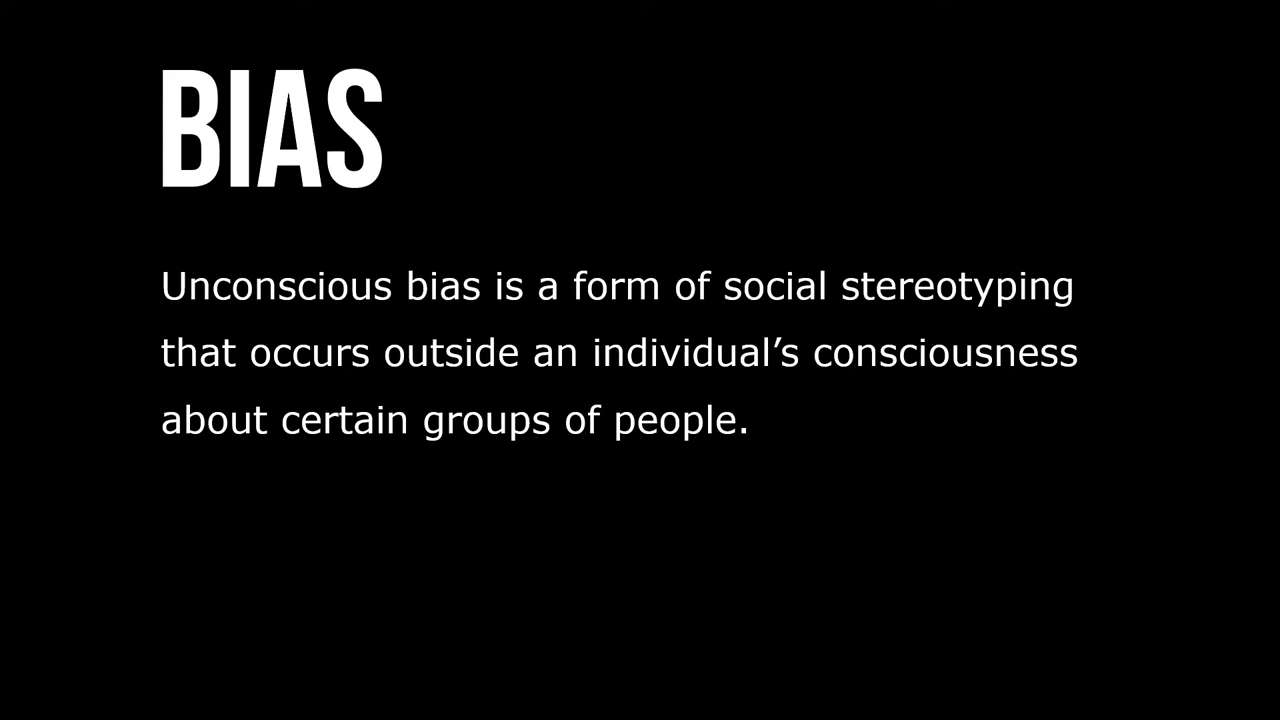 BIAS
Unconscious bias is a form of social stereotyping
that occurs outside an individual’s consciousness
about certain groups of people.